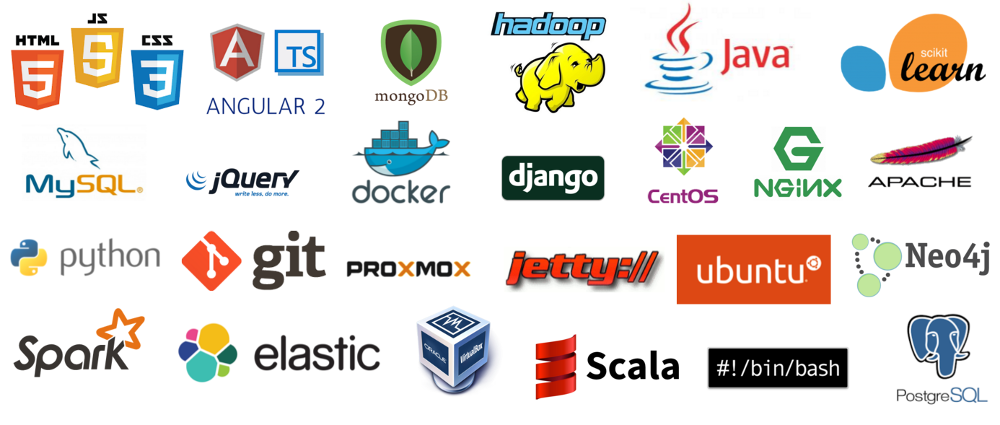 HTML
5
JS
5
CSS
3
A
TS
ANGULAR 2
mongoDB
hadoop
Java™
scikit
learn
MySQL®
jQuery
write less, do more.
docker
django
CentOS
G
NGiNX
APACHE
python
git
PROXMOX
jetty://
ubuntu®
Neo4j
Spark
elastic
ORACLE
VirtualBox
Scala
#!/bin/bash
PostgreSQL